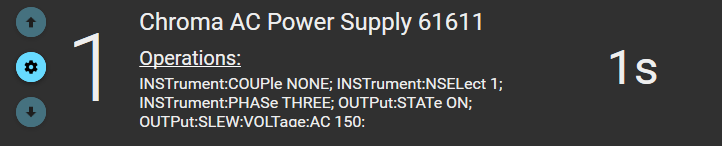 1
Chroma AC Power Supply 61611
Operations:
INSTrument:COUPle NONE; INSTrument:NSELect 1;
INSTrument:PHASe THREE; OUTPut:STATe ON;
OUTPut:SLEW:VOLTage:AC 150;
1s